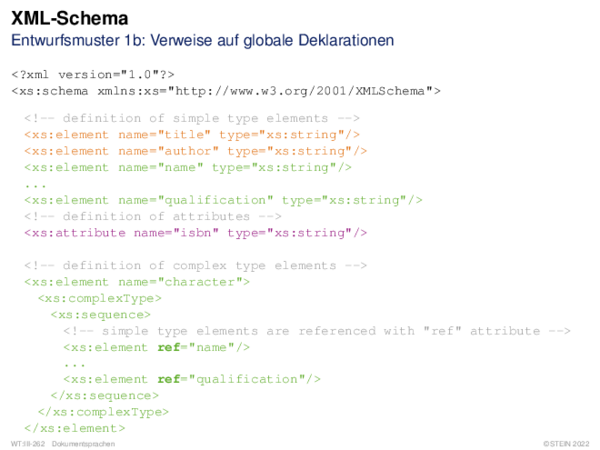 XML-Schema
Entwurfsmuster 1b: Verweise auf globale Deklarationen
<?xml version="1.0"?>
<xs:schema xmlns:xs="http://www.w3.org/2001/XMLSchema">
<!-- definition of simple type elements -->
<xs:element name="title" type="xs:string"/>
<xs:element name="author" type="xs:string"/>
<xs:element name="name" type="xs:string"/>
...
<xs:element name="qualification" type="xs:string"/>
<!-- definition of attributes -->
<xs:attribute name="isbn" type="xs:string"/>
<!-- definition of complex type elements -->
<xs:element name="character">
<xs:complexType>
<xs:sequence>
<!-- simple type elements are referenced with "ref" attribute -->
<xs:element ref="name"/>
...
<xs:element ref="qualification"/>
</xs:sequence>
</xs:complexType>
</xs:element>
WT:III-262 Dokumentsprachen ©STEIN 2022